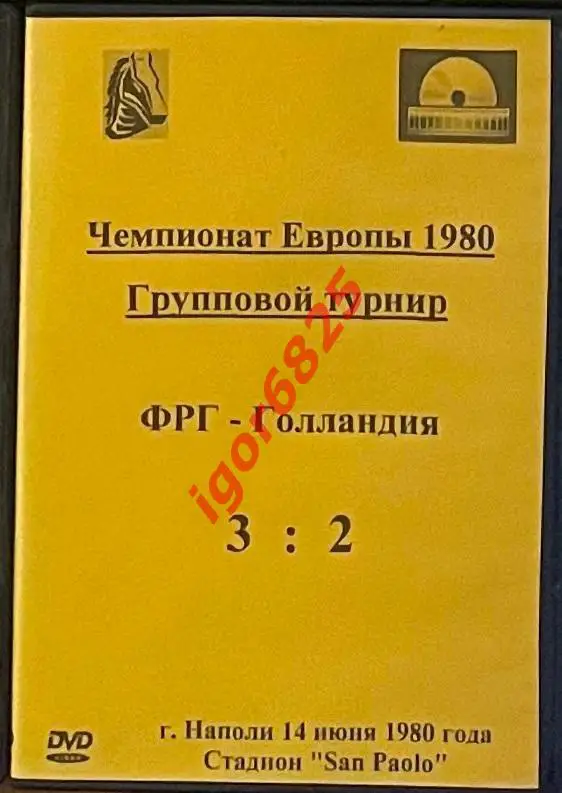 Чемпионат Европы 1980
Групповой турнир
ФРГ - Голландия
igor6825
3 : 2
DVD
г. Наполи 14 июня 1980 года
Стадион "San Paolo"